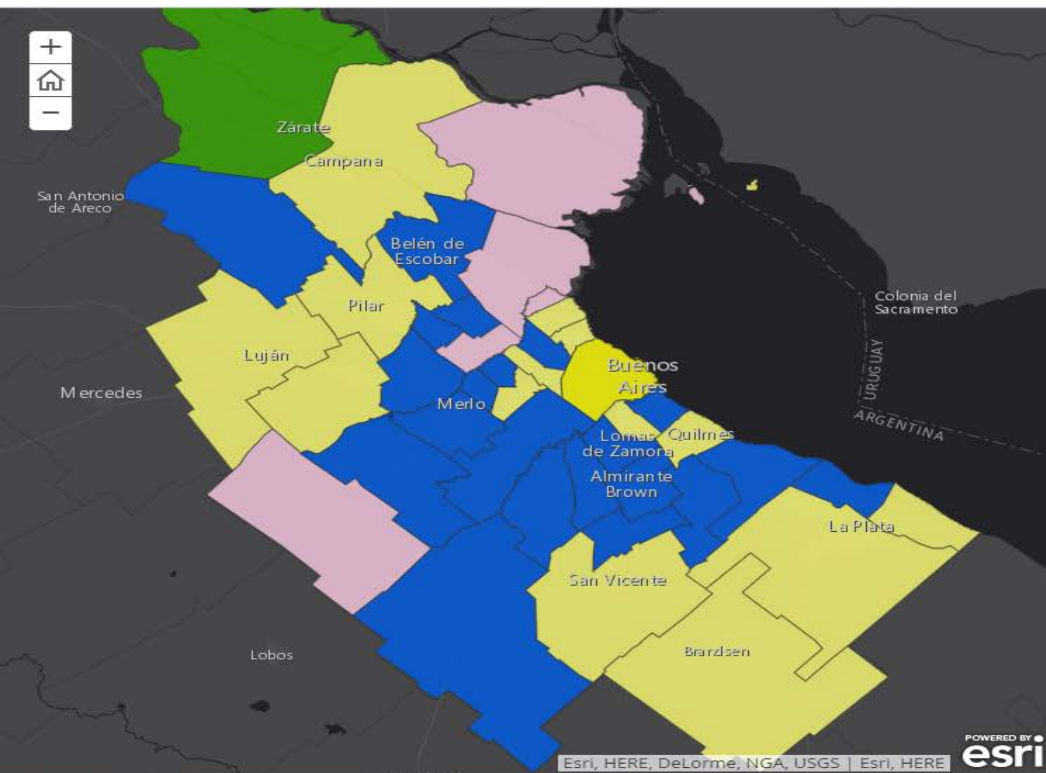 +
−
Zárate
Campana
San Antonio
de Areco
Belén de
Escobar
Pilar
Colonia del
Sacramento
Luján
Mercedes
Buenos
Aires
URUGUAY
ARGENTINA
Merlo
Lomas
de Zamora
Quilmes
Almirante
Brown
La Plata
San Vicente
Lobos
Brandsen
POWERED BY
esri
Esri, HERE, DeLorme, NGA, USGS | Esri, HERE